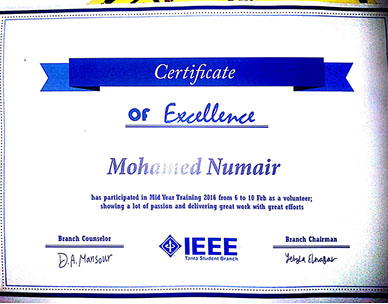 Certificate
OF Excellence
Mohamed Numair
has participated in Mid Year Training 2016 from 6 to 10 Feb as a volunteer;
showing a lot of passion and delivering great work with great efforts
Branch Counselor
D.A. Mansour
IEEE
Tanta Student Branch
Branch Chairman
Yehya Elnagar